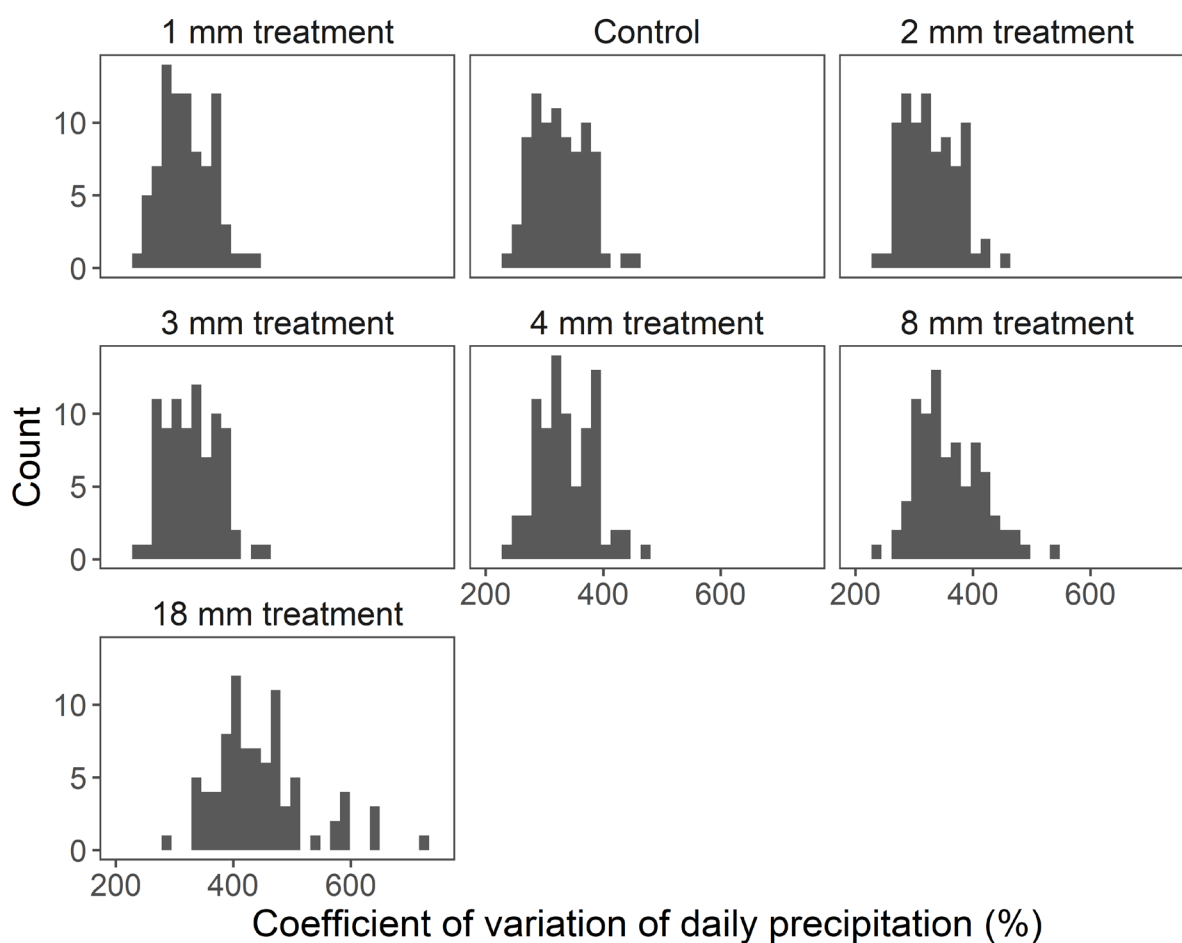 1 mm treatment
Control
2 mm treatment
10
5
0
3 mm treatment
4 mm treatment
8 mm treatment
Count
10
5
0
200 400 600
200 400 600
18 mm treatment
10
5
0
200 400 600
Coefficient of variation of daily precipitation (%)